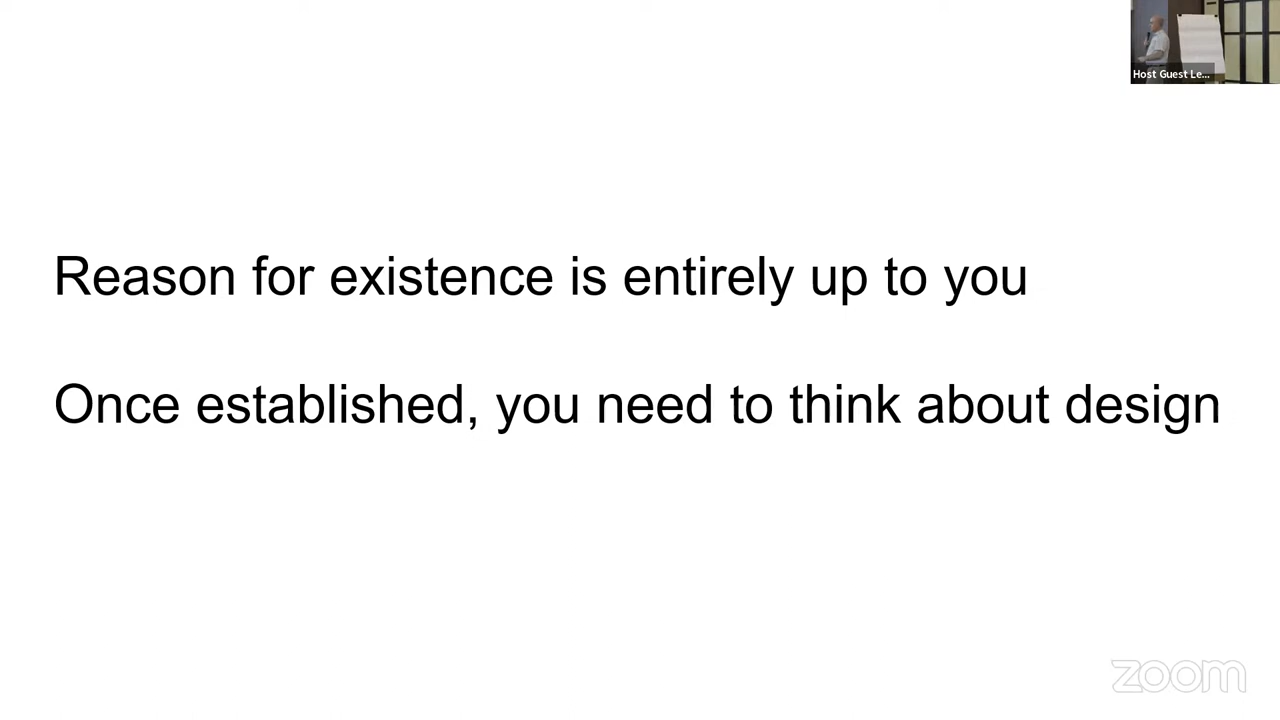 Host Guest Le...
Reason for existence is entirely up to you
Once established, you need to think about design
zoom